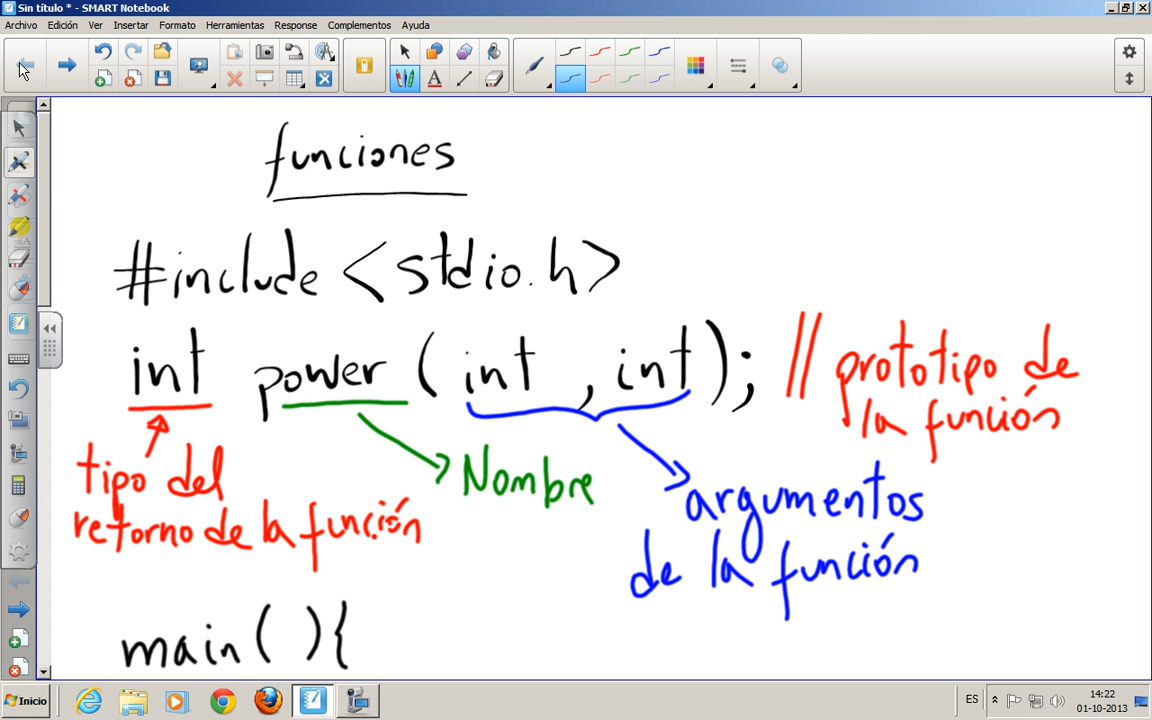 Sin título * - SMART Notebook
Archivo Edición Ver Insertar Formato Herramientas Response Complementos Ayuda
funciones
#include <stdio.h>
int power (int , int); // prototipo de
la función
tipo del
retorno de la función
Nombre
argumentos
de la función
main( ){
Inicio
ES
14:22
01-10-2013